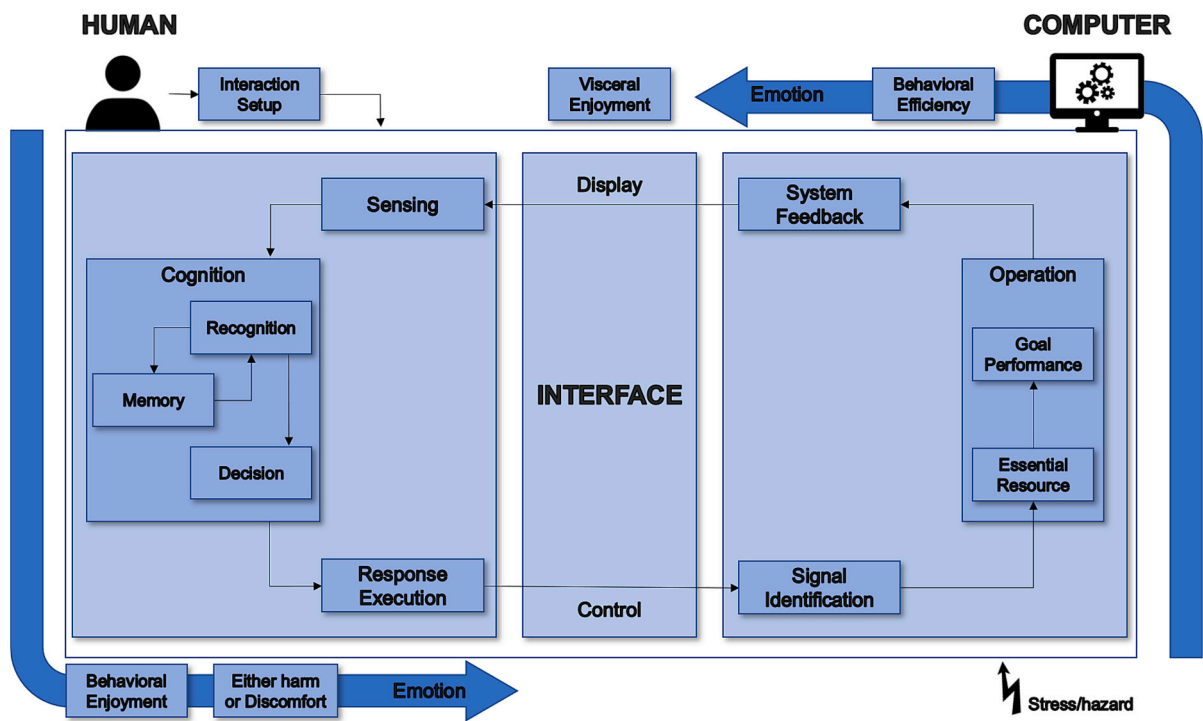 HUMAN
COMPUTER
Interaction
Setup
Visceral
Enjoyment
Emotion
Behavioral
Efficiency
Sensing
Display
System
Feedback
Cognition
Recognition
Memory
Decision
INTERFACE
Operation
Goal
Performance
Essential
Resource
Response
Execution
Control
Signal
Identification
Behavioral
Enjoyment
Either harm
or Discomfort
Emotion
Stress/hazard